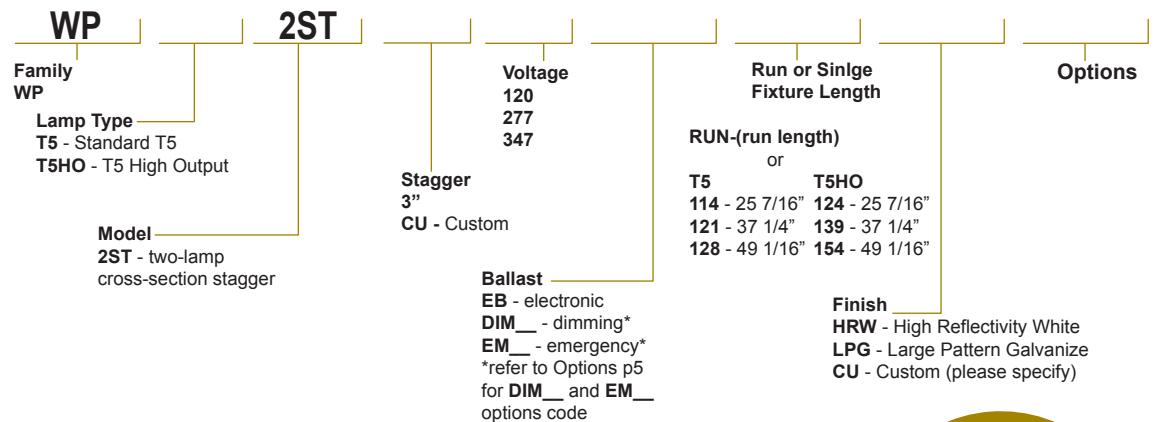 WP 2ST
Family
WP
Lamp Type
T5 - Standard T5
T5HO - T5 High Output
Model
2ST - two-lamp
cross-section stagger
Stagger
3”
CU - Custom
Voltage
120
277
347
Ballast
EB - electronic
DIM__ - dimming*
EM__ - emergency*
*refer to Options p5
for DIM__ and EM__
options code
Run or Sinlge
Fixture Length
RUN-(run length)
or
T5 T5HO
114 - 25 7/16” 124 - 25 7/16”
121 - 37 1/4” 139 - 37 1/4”
128 - 49 1/16” 154 - 49 1/16”
Finish
HRW - High Reflectivity White
LPG - Large Pattern Galvanize
CU - Custom (please specify)
Options